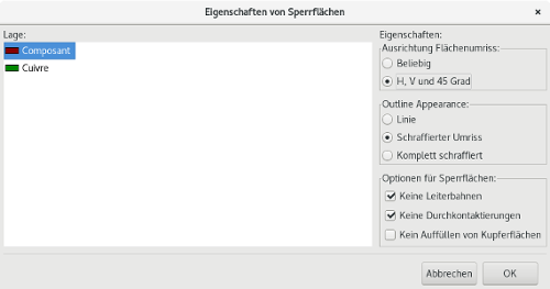 Eigenschaften von Sperrflächen
Lage:
Composant
Cuivre
Eigenschaften:
Ausrichtung Flächenumriss:
Beliebig
H, V und 45 Grad
Outline Appearance:
Linie
Schraffierter Umriss
Komplett schraffiert
Optionen für Sperrflächen:
Keine Leiterbahnen
Keine Durchkontaktierungen
Kein Auffüllen von Kupferflächen
Abbrechen
OK